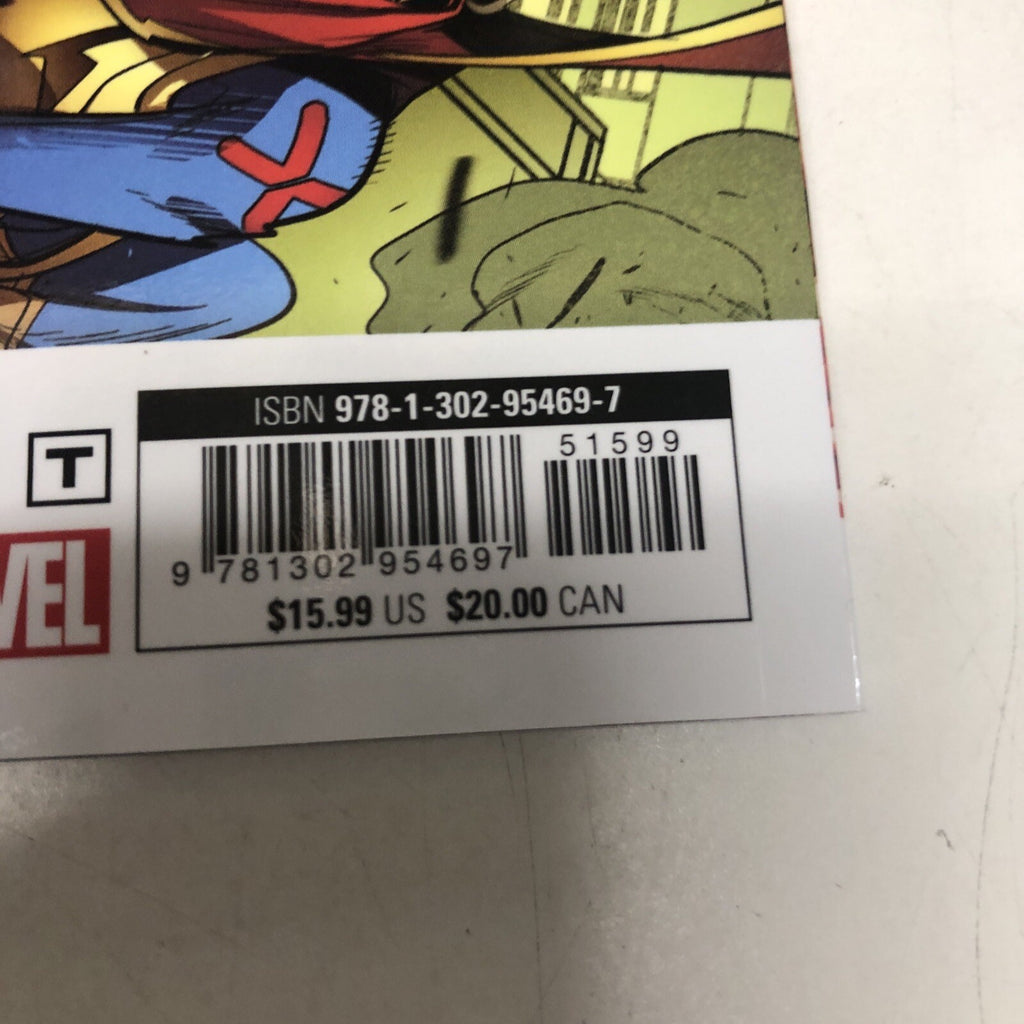 ISBN 978-1-302-95469-7
51599
T
9 781302 954697
VEL
$15.99 US $20.00 CAN